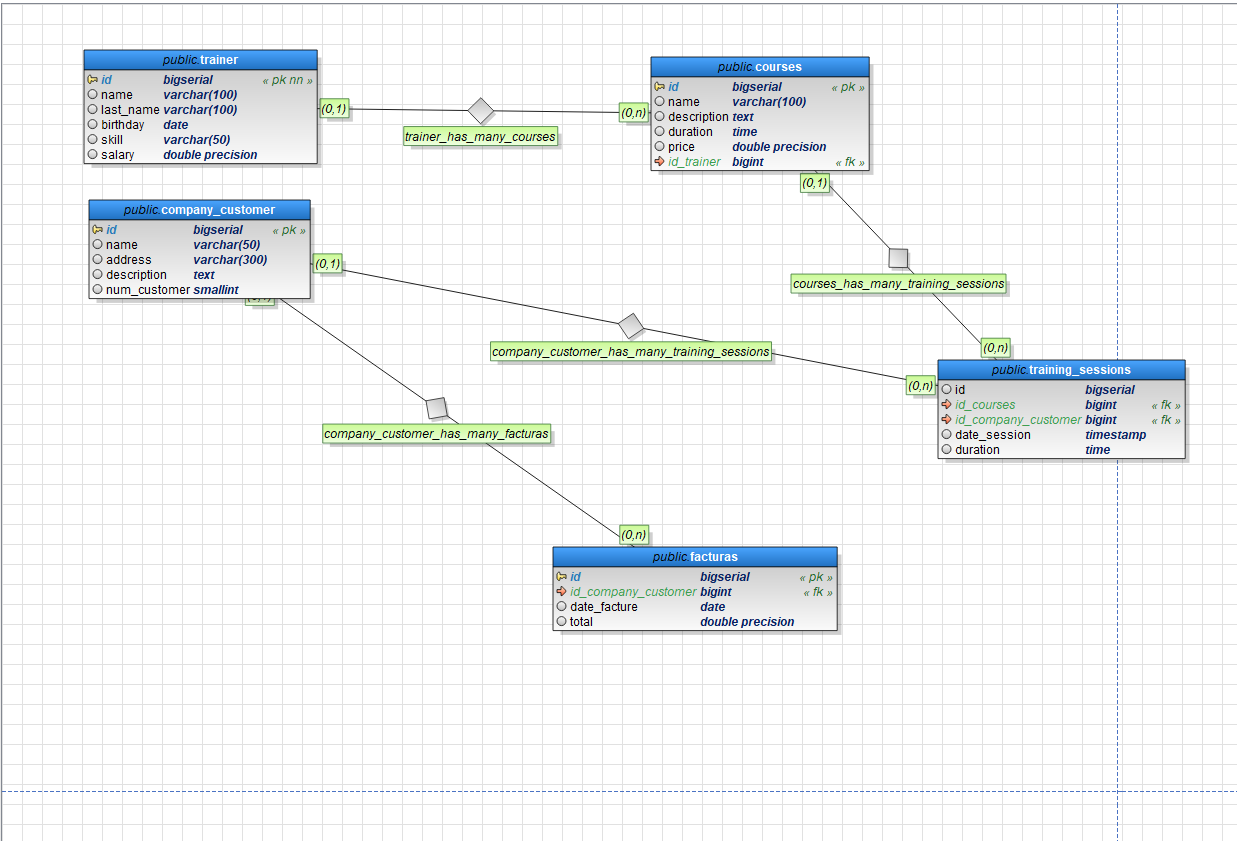 public.trainer
id bigserial « pk nn »
name varchar(100)
last_name varchar(100)
birthday date
skill varchar(50)
salary double precision
(0,1)
trainer_has_many_courses
(0,n)
public.courses
id bigserial « pk »
name varchar(100)
description text
duration time
price double precision
id_trainer bigint « fk »
(0,1)
public.company_customer
id bigserial « pk »
name varchar(50)
address varchar(300)
description text
num_customer smallint
(0,1)
courses_has_many_training_sessions
company_customer_has_many_training_sessions
(0,n)
(0,n)
public.training_sessions
id bigserial
id_courses bigint « fk »
id_company_customer bigint « fk »
date_session timestamp
duration time
company_customer_has_many_facturas
(0,n)
public.facturas
id bigserial « pk »
id_company_customer bigint « fk »
date_facture date
total double precision